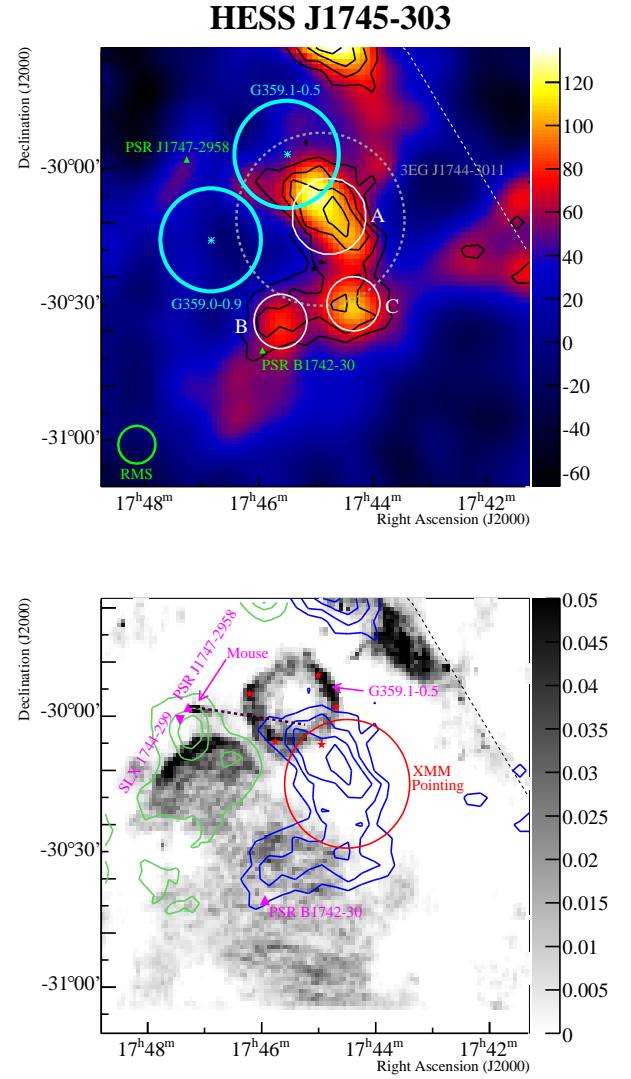 HESS J1745-303
Declination (J2000)
G359.1-0.5
PSR J1747-2958
3EG J1744-3011
A
G359.0-0.9
B
C
PSR B1742-30
RMS
-30°00'
-30°30'
-31°00'
17h48m
17h46m
17h44m
17h42m
Right Ascension (J2000)
120
100
80
60
40
20
0
-20
-40
-60
Declination (J2000)
PSR J1747-2958
Mouse
G359.1-0.5
SLX 1744-299
XMM
Pointing
PSR B1742-30
-30°00'
-30°30'
-31°00'
17h48m
17h46m
17h44m
17h42m
Right Ascension (J2000)
0.05
0.045
0.04
0.035
0.03
0.025
0.02
0.015
0.01
0.005
0